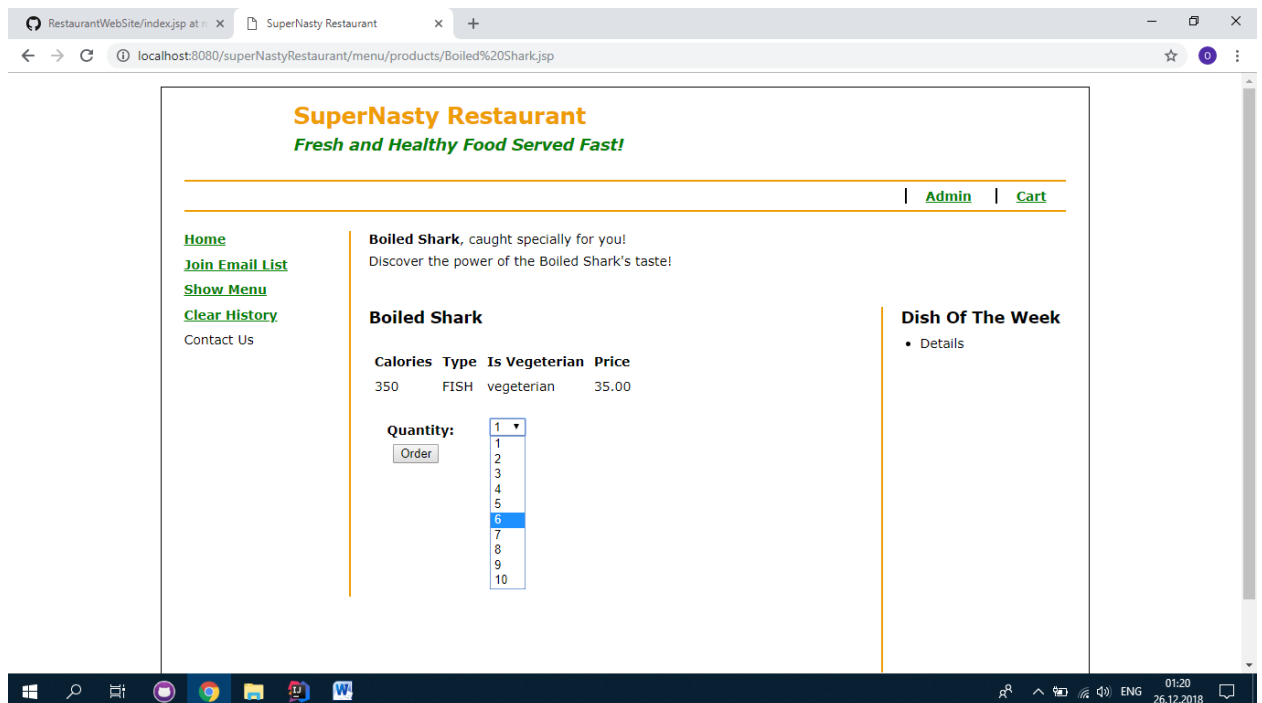 RestaurantWebSite/index.jsp at
SuperNasty Restaurant
localhost:8080/superNastyRestaurant/menu/products/Boiled%20Shark.jsp
O
SuperNasty Restaurant
Fresh and Healthy Food Served Fast!
Admin Cart
Home
Join Email List
Show Menu
Clear History
Contact Us
Boiled Shark, caught specially for you!
Discover the power of the Boiled Shark's taste!
Boiled Shark
Calories Type Is Vegeterian Price
350 FISH vegeterian 35.00
Quantity: 1
Order
1
2
3
4
5
6
7
8
9
10
Dish Of The Week
• Details
ENG
01:20
26.12.2018